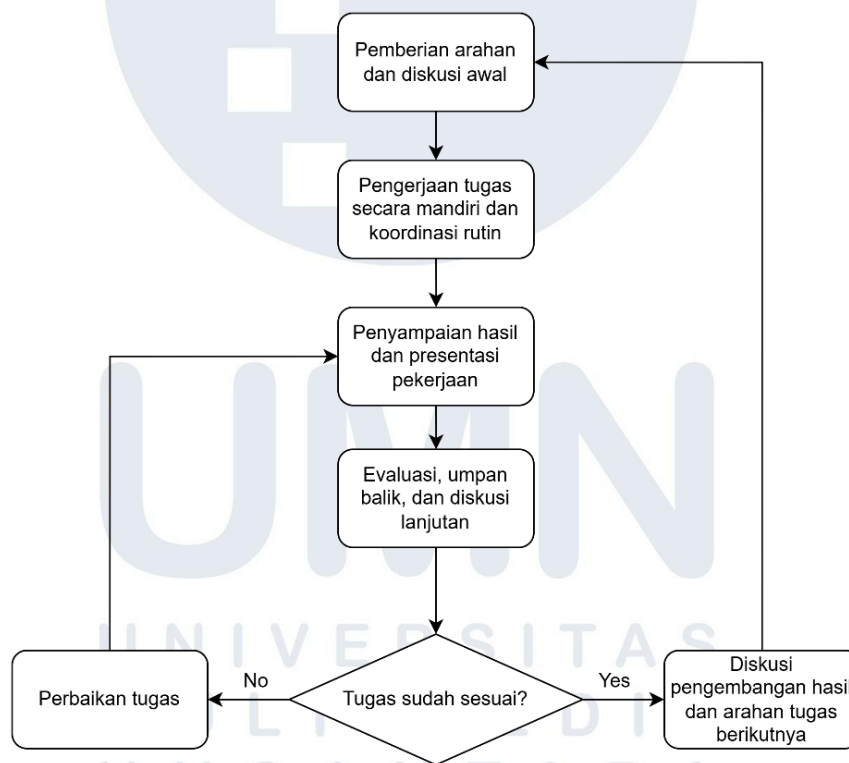 Pemberian arahan
dan diskusi awal
Pengerjaan tugas
secara mandiri dan
koordinasi rutin
Penyampaian hasil
dan presentasi
pekerjaan
Evaluasi, umpan
balik, dan diskusi
lanjutan
UMN
UNIVERSITAS
Perbaikan tugas
No
Tugas sudah sesuai?
Yes
Diskusi
pengembangan hasil
dan arahan tugas
berikutnya